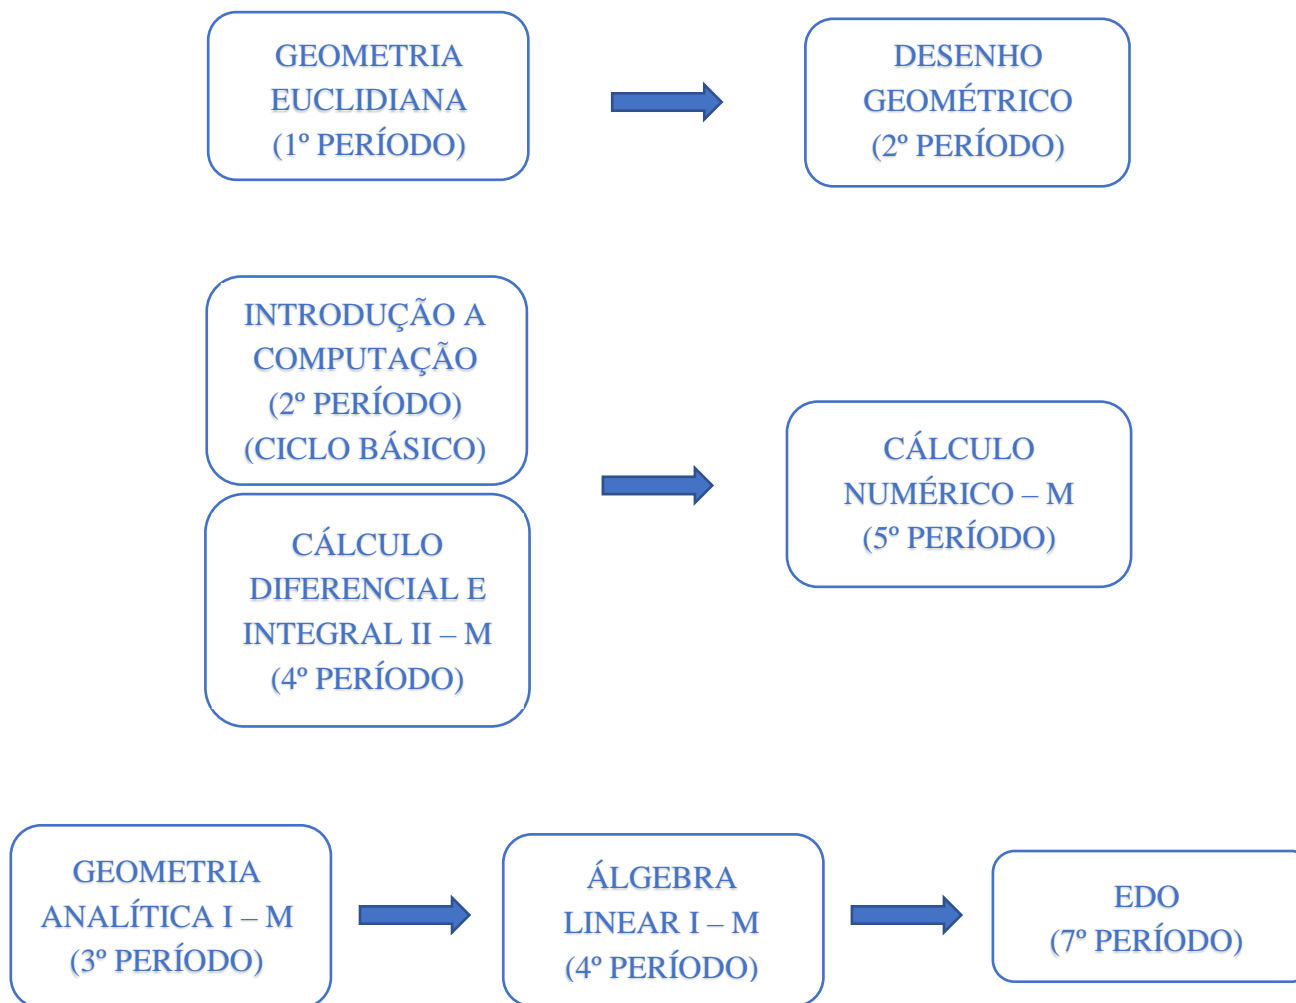 GEOMETRIA
EUCLIDIANA
(1º PERÍODO)
DESENHO
GEOMÉTRICO
(2º PERÍODO)
INTRODUÇÃO A
COMPUTAÇÃO
(2º PERÍODO)
(CICLO BÁSICO)
CÁLCULO
DIFERENCIAL E
INTEGRAL II – M
(4º PERÍODO)
CÁLCULO
NUMÉRICO – M
(5º PERÍODO)
GEOMETRIA
ANALÍTICA I – M
(3º PERÍODO)
ÁLGEBRA
LINEAR I – M
(4º PERÍODO)
EDO
(7º PERÍODO)